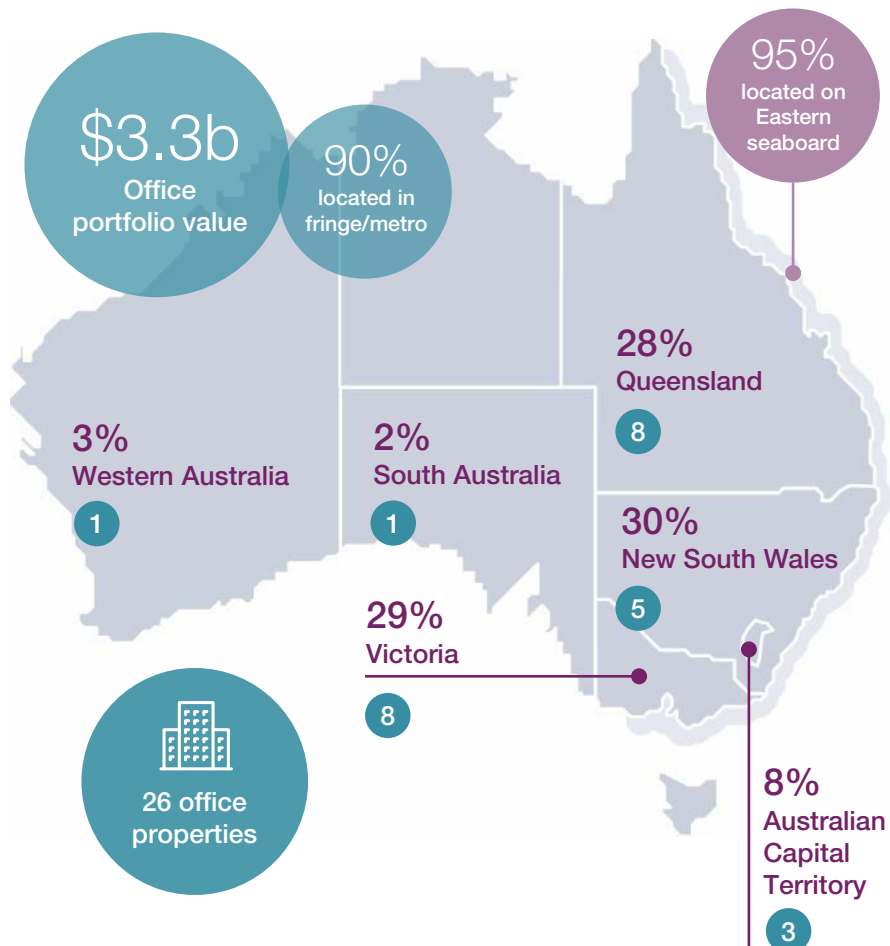 $3.3b
Office
portfolio value
90%
located in
fringe/metro
95%
located on
Eastern
seaboard
28%
Queensland
8
3%
Western Australia
1
2%
South Australia
1
30%
New South Wales
5
29%
Victoria
8
26 office
properties
8%
Australian
Capital
Territory
3